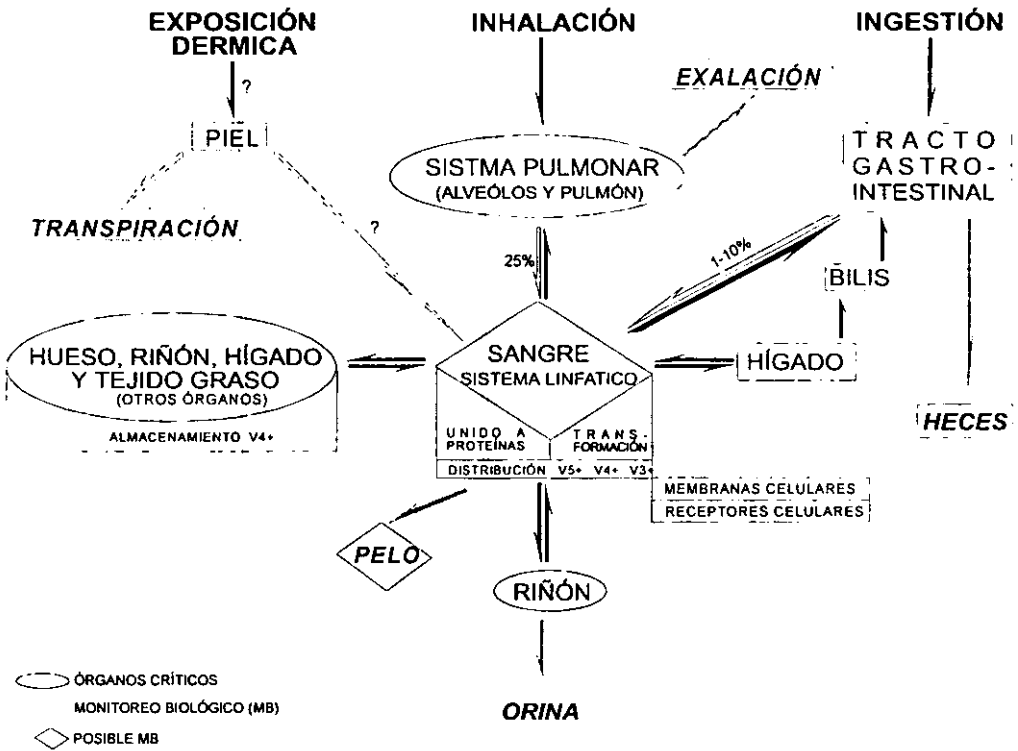 EXPOSICIÓN
DERMICA
INHALACIÓN
INGESTIÓN
?
EXALACIÓN
PIEL
SISTMA PULMONAR
(ALVEÓLOS Y PULMÓN)
TRACTO
GASTRO-
INTESTINAL
TRANSPIRACIÓN
?
25%
1-10%
BILIS
HUESO, RIÑÓN, HÍGADO
Y TEJIDO GRASO
(OTROS ÓRGANOS)
ALMACENAMIENTO V4+
SANGRE
SISTEMA LINFATICO
HÍGADO
HECES
UNIDO A
PROTEÍNAS
TRANS-
FORMACIÓN
DISTRIBUCIÓN V5+ V4+ V3+
MEMBRANAS CELULARES
RECEPTORES CELULARES
PELO
RIÑÓN
ORINA
ÓRGANOS CRÍTICOS
MONITOREO BIOLÓGICO (MB)
POSIBLE MB